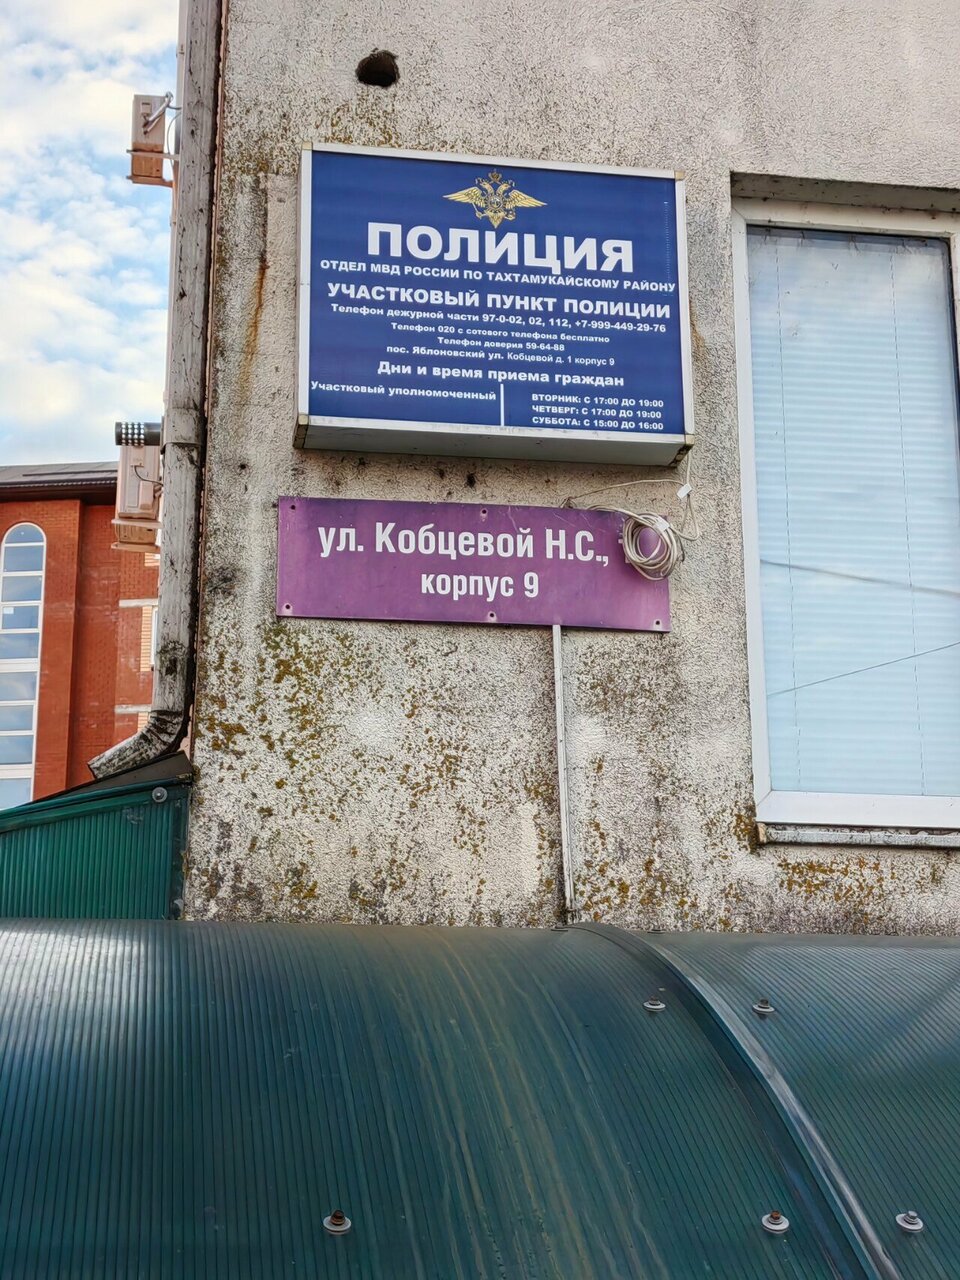 ПОЛИЦИЯ
ОТДЕЛ МВД РОССИИ ПО ТАХТАМУКАЙСКОМУ РАЙОНУ
УЧАСТКОВЫЙ ПУНКТ ПОЛИЦИИ
Телефон дежурной части 97-0-02, 02, 112, +7-999-449-29-76
Телефон 020 с сотового телефона бесплатно
Телефон доверия 59-64-88
пос. Яблоновский ул. Кобцевой д. 1 корпус 9
Дни и время приема граждан
Участковый уполномоченный
ВТОРНИК: С 17:00 ДО 19:00
ЧЕТВЕРГ: С 17:00 ДО 19:00
СУББОТА: С 15:00 ДО 16:00
ул. Кобцевой Н.С.,
корпус 9